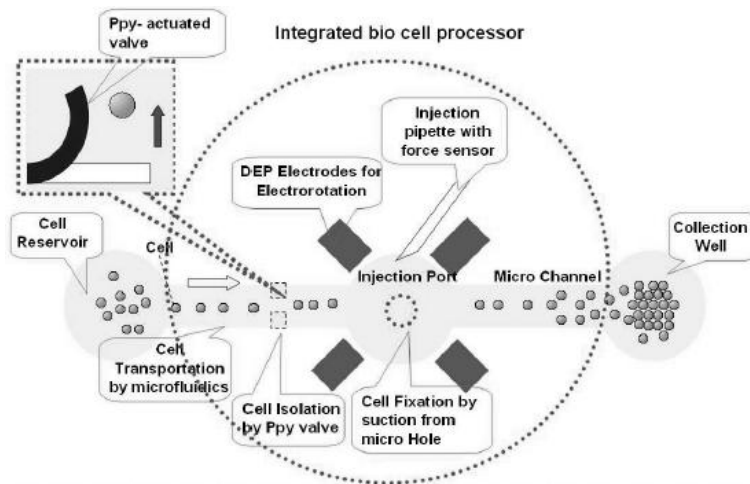 Ppy- actuated
valve
Integrated bio cell processor
Injection
pipette with
force sensor
DEP Electrodes for
Electrorotation
Cell
Reservoir
Cell
Collection
Well
Injection Port
Micro Channel
Cell
Transportation
by microfluidics
Cell Isolation
by Ppy valve
Cell Fixation by
suction from
micro Hole